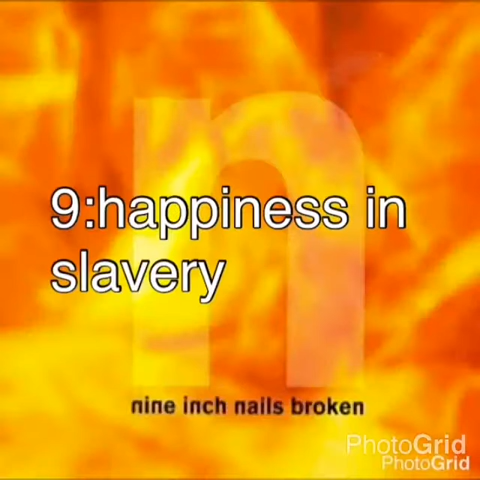 n
9:happiness in
slavery
nine inch nails broken
PhotoGrid
PhotoGrid